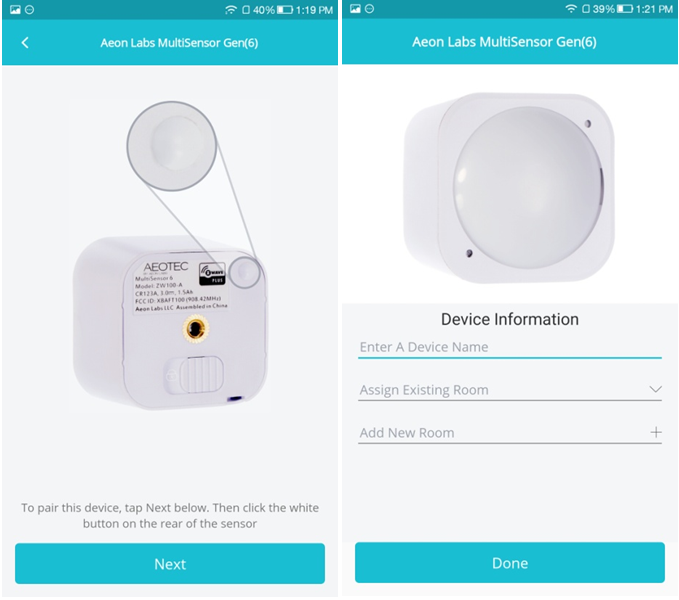 40% 1:19 PM
Aeon Labs MultiSensor Gen(6)
AEOTEC
MultiSensor 6
Model: ZW100-A
CR123A, 3.0m, 1.5Ah
FCC ID: XBAFT100 (908.42MHz)
Aeon Labs LLC Assembled in China
WAVE
PLUS
To pair this device, tap Next below. Then click the white
button on the rear of the sensor
Next
39% 1:21 PM
Aeon Labs MultiSensor Gen(6)
Device Information
Enter A Device Name
Assign Existing Room
Add New Room
Done